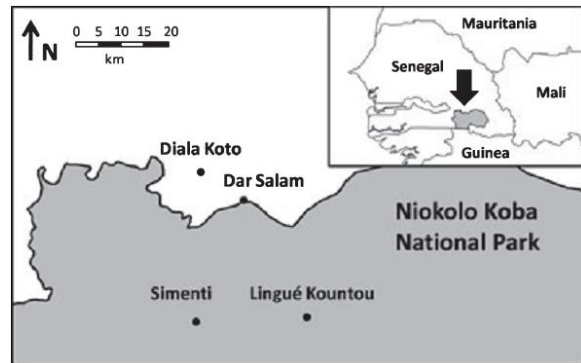 N
0 5 10 15 20
km
Mauritania
Senegal
Mali
Guinea
Diala Koto
Dar Salam
Niokolo Koba
National Park
Simenti
Lingué Kountou